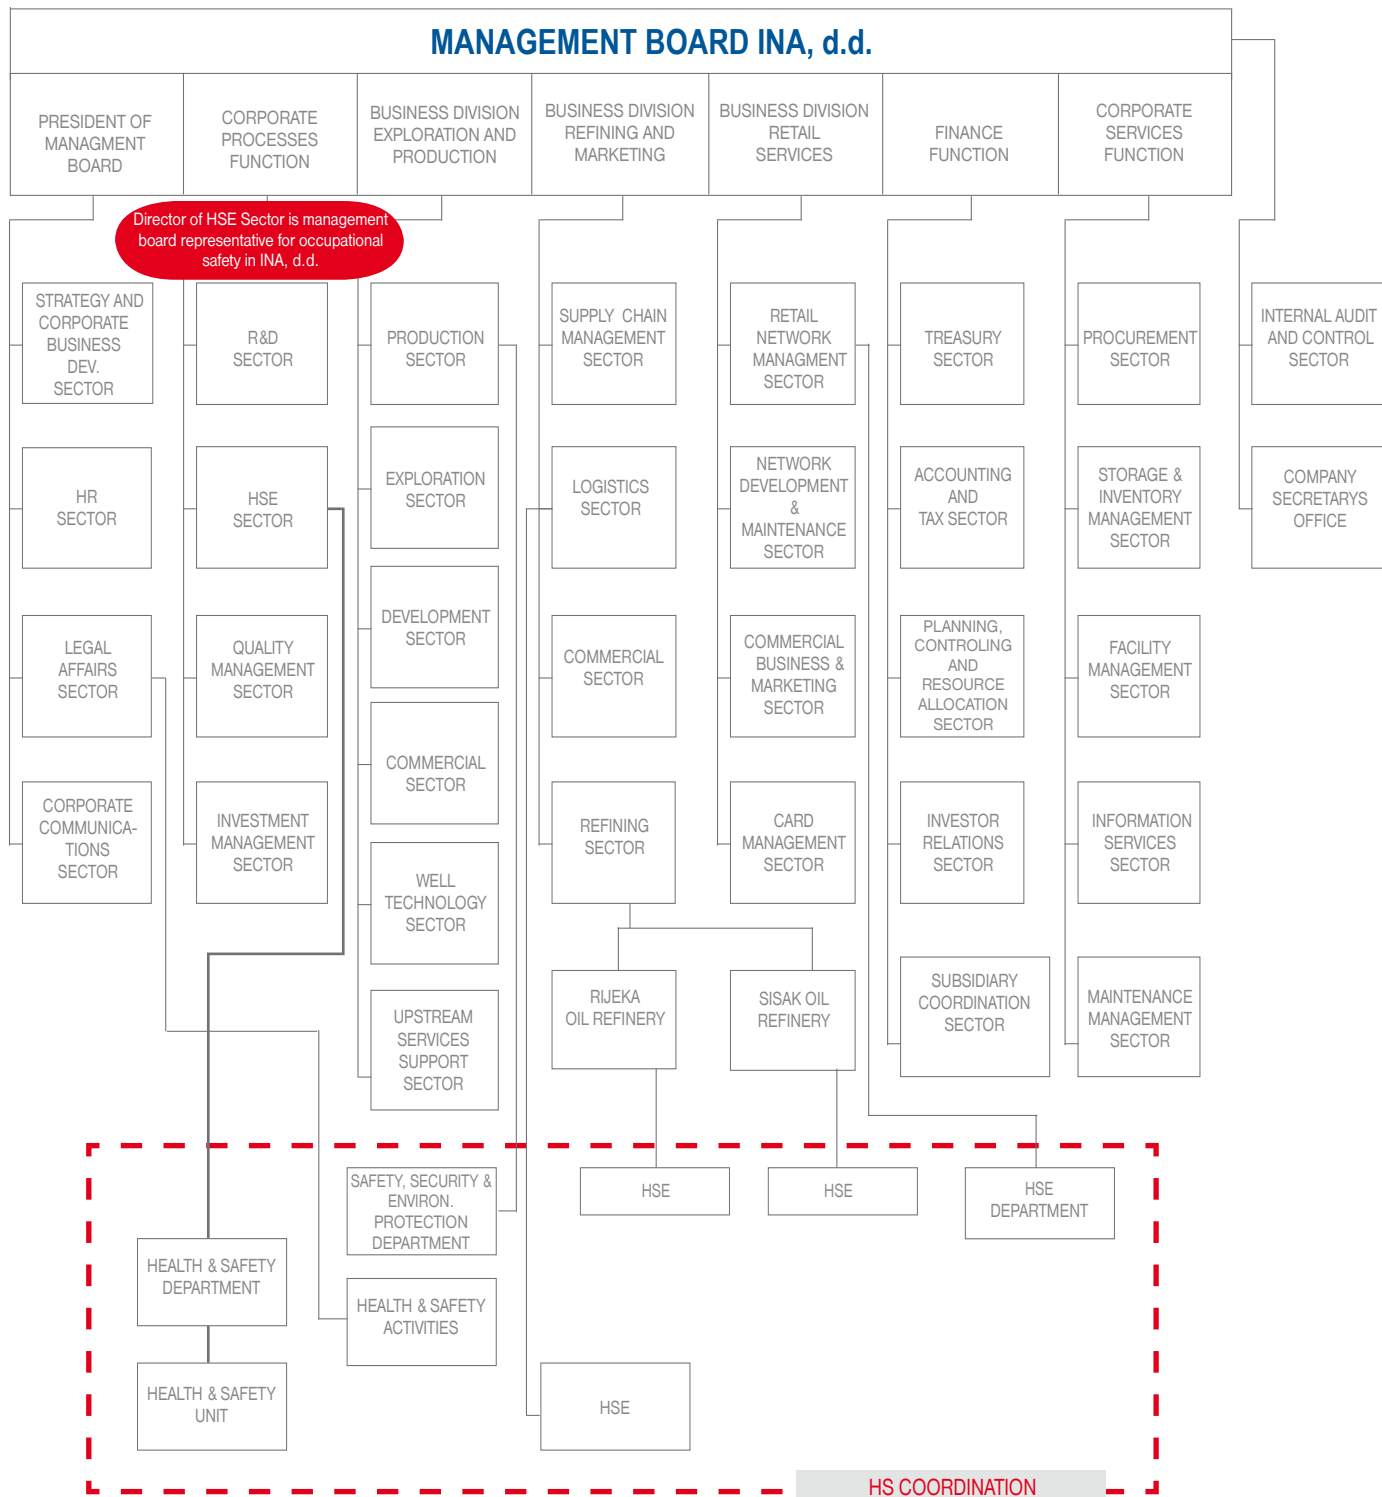 MANAGEMENT BOARD INA, d.d.
PRESIDENT OF
MANAGMENT
BOARD
CORPORATE
PROCESSES
FUNCTION
BUSINESS DIVISION
EXPLORATION AND
PRODUCTION
BUSINESS DIVISION
REFINING AND
MARKETING
BUSINESS DIVISION
RETAIL
SERVICES
FINANCE
FUNCTION
CORPORATE
SERVICES
FUNCTION
Director of HSE Sector is management
board representative for occupational
safety in INA, d.d.
STRATEGY AND
CORPORATE
BUSINESS
DEV.
SECTOR
R&D
SECTOR
PRODUCTION
SECTOR
SUPPLY CHAIN
MANAGEMENT
SECTOR
RETAIL
NETWORK
MANAGMENT
SECTOR
TREASURY
SECTOR
PROCUREMENT
SECTOR
INTERNAL AUDIT
AND CONTROL
SECTOR
HR
SECTOR
HSE
SECTOR
EXPLORATION
SECTOR
LOGISTICS
SECTOR
NETWORK
DEVELOPMENT
&
MAINTENANCE
SECTOR
ACCOUNTING
AND
TAX SECTOR
STORAGE &
INVENTORY
MANAGEMENT
SECTOR
COMPANY
SECRETARYS
OFFICE
LEGAL
AFFAIRS
SECTOR
QUALITY
MANAGEMENT
SECTOR
DEVELOPMENT
SECTOR
COMMERCIAL
SECTOR
COMMERCIAL
BUSINESS &
MARKETING
SECTOR
PLANNING,
CONTROLING
AND
RESOURCE
ALLOCATION
SECTOR
FACILITY
MANAGEMENT
SECTOR
COMMERCIAL
SECTOR
CORPORATE
COMMUNICA-
TIONS
SECTOR
INVESTMENT
MANAGEMENT
SECTOR
REFINING
SECTOR
CARD
MANAGEMENT
SECTOR
INVESTOR
RELATIONS
SECTOR
INFORMATION
SERVICES
SECTOR
WELL
TECHNOLOGY
SECTOR
RIJEKA
OIL REFINERY
SISAK OIL
REFINERY
SUBSIDIARY
COORDINATION
SECTOR
MAINTENANCE
MANAGEMENT
SECTOR
UPSTREAM
SERVICES
SUPPORT
SECTOR
SAFETY, SECURITY &
ENVIRON.
PROTECTION
DEPARTMENT
HSE
HSE
HSE
DEPARTMENT
HEALTH & SAFETY
DEPARTMENT
HEALTH & SAFETY
ACTIVITIES
HEALTH & SAFETY
UNIT
HSE
HS COORDINATION